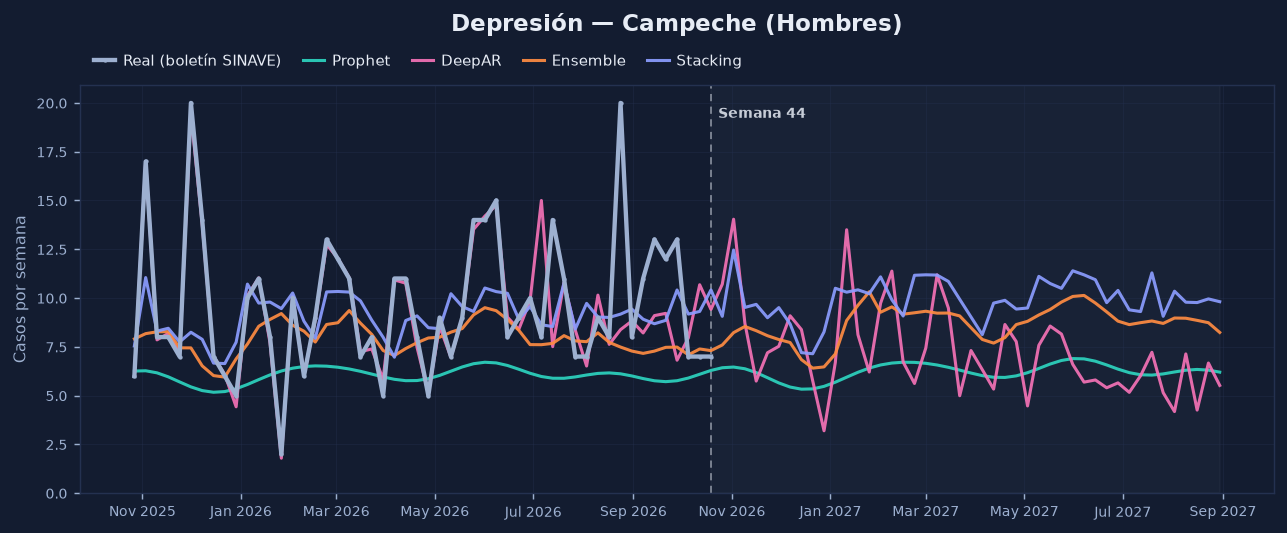 Depresión — Campeche (Hombres)
Real (boletín SINAVE) Prophet DeepAR Ensemble Stacking
Semana 44
Casos por semana
20.0
17.5
15.0
12.5
10.0
7.5
5.0
2.5
0.0
Nov 2025 Jan 2026 Mar 2026 May 2026 Jul 2026 Sep 2026 Nov 2026 Jan 2027 Mar 2027 May 2027 Jul 2027 Sep 2027